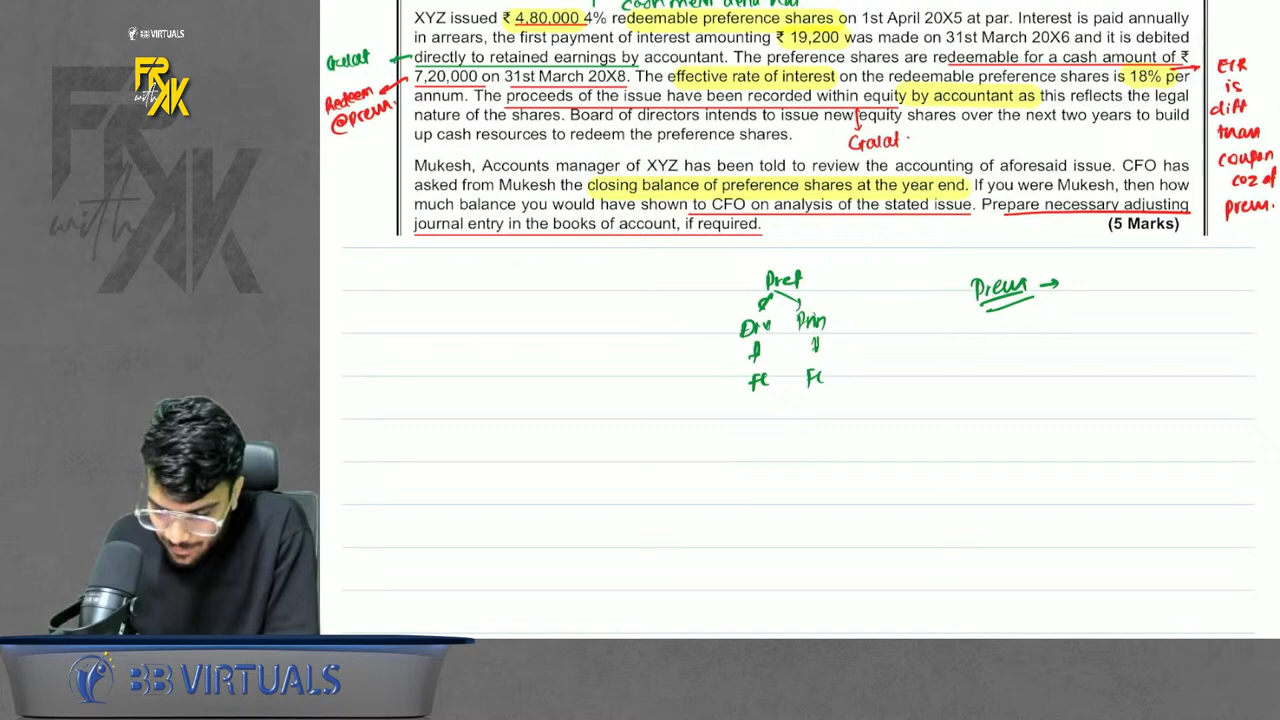 BB VIRTUALS
FR
with
AK
FR
with
AK
XYZ issued ₹ 4,80,000 4% redeemable preference shares on 1st April 20X5 at par. Interest is paid annually
in arrears, the first payment of interest amounting ₹ 19,200 was made on 31st March 20X6 and it is debited
directly to retained earnings by accountant. The preference shares are redeemable for a cash amount of ₹
7,20,000 on 31st March 20X8. The effective rate of interest on the redeemable preference shares is 18% per
annum. The proceeds of the issue have been recorded within equity by accountant as this reflects the legal
nature of the shares. Board of directors intends to issue new equity shares over the next two years to build
up cash resources to redeem the preference shares.
Galat
Redeem
@prem.
Galat.
EIR
is
diff
than
coupon
coz of
prem.
Mukesh, Accounts manager of XYZ has been told to review the accounting of aforesaid issue. CFO has
asked from Mukesh the closing balance of preference shares at the year end. If you were Mukesh, then how
much balance you would have shown to CFO on analysis of the stated issue. Prepare necessary adjusting
journal entry in the books of account, if required.
(5 Marks)
Pref
Div Prin
FL FL
Prem →
BB VIRTUALS